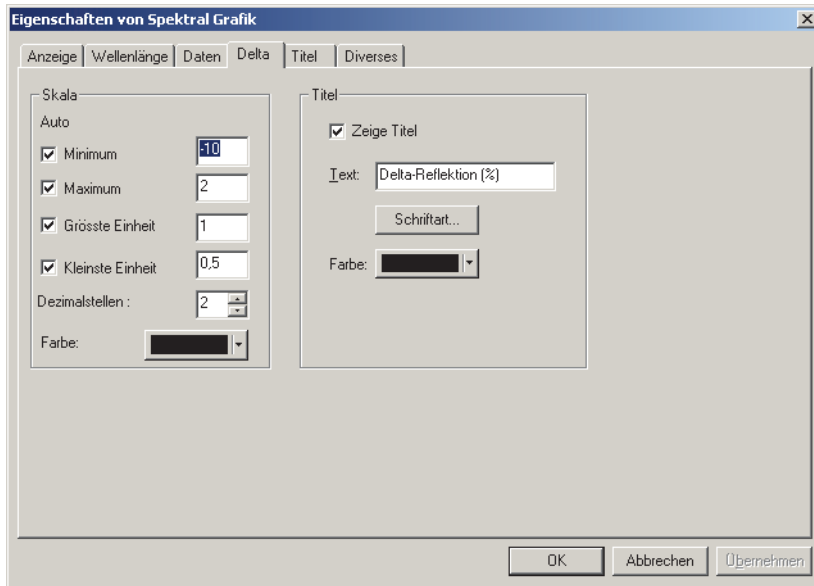 Eigenschaften von Spektral Grafik
Anzeige Wellenlänge Daten Delta Titel Diverses
Skala
Auto
Minimum -10
Maximum 2
Grösste Einheit 1
Kleinste Einheit 0,5
Dezimalstellen : 2
Farbe:
Titel
Zeige Titel
Text: Delta-Reflektion (%)
Schriftart...
Farbe:
OK Abbrechen Übernehmen